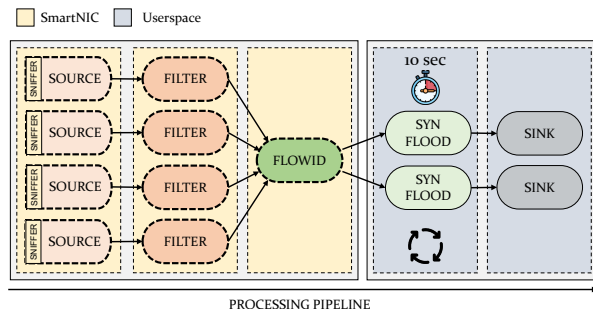 SmartNIC
Userspace
SNIFFER
SOURCE
FILTER
SNIFFER
SOURCE
FILTER
SNIFFER
SOURCE
FILTER
SNIFFER
SOURCE
FILTER
FLOWID
10 sec
SYN
FLOOD
SINK
SYN
FLOOD
SINK
PROCESSING PIPELINE